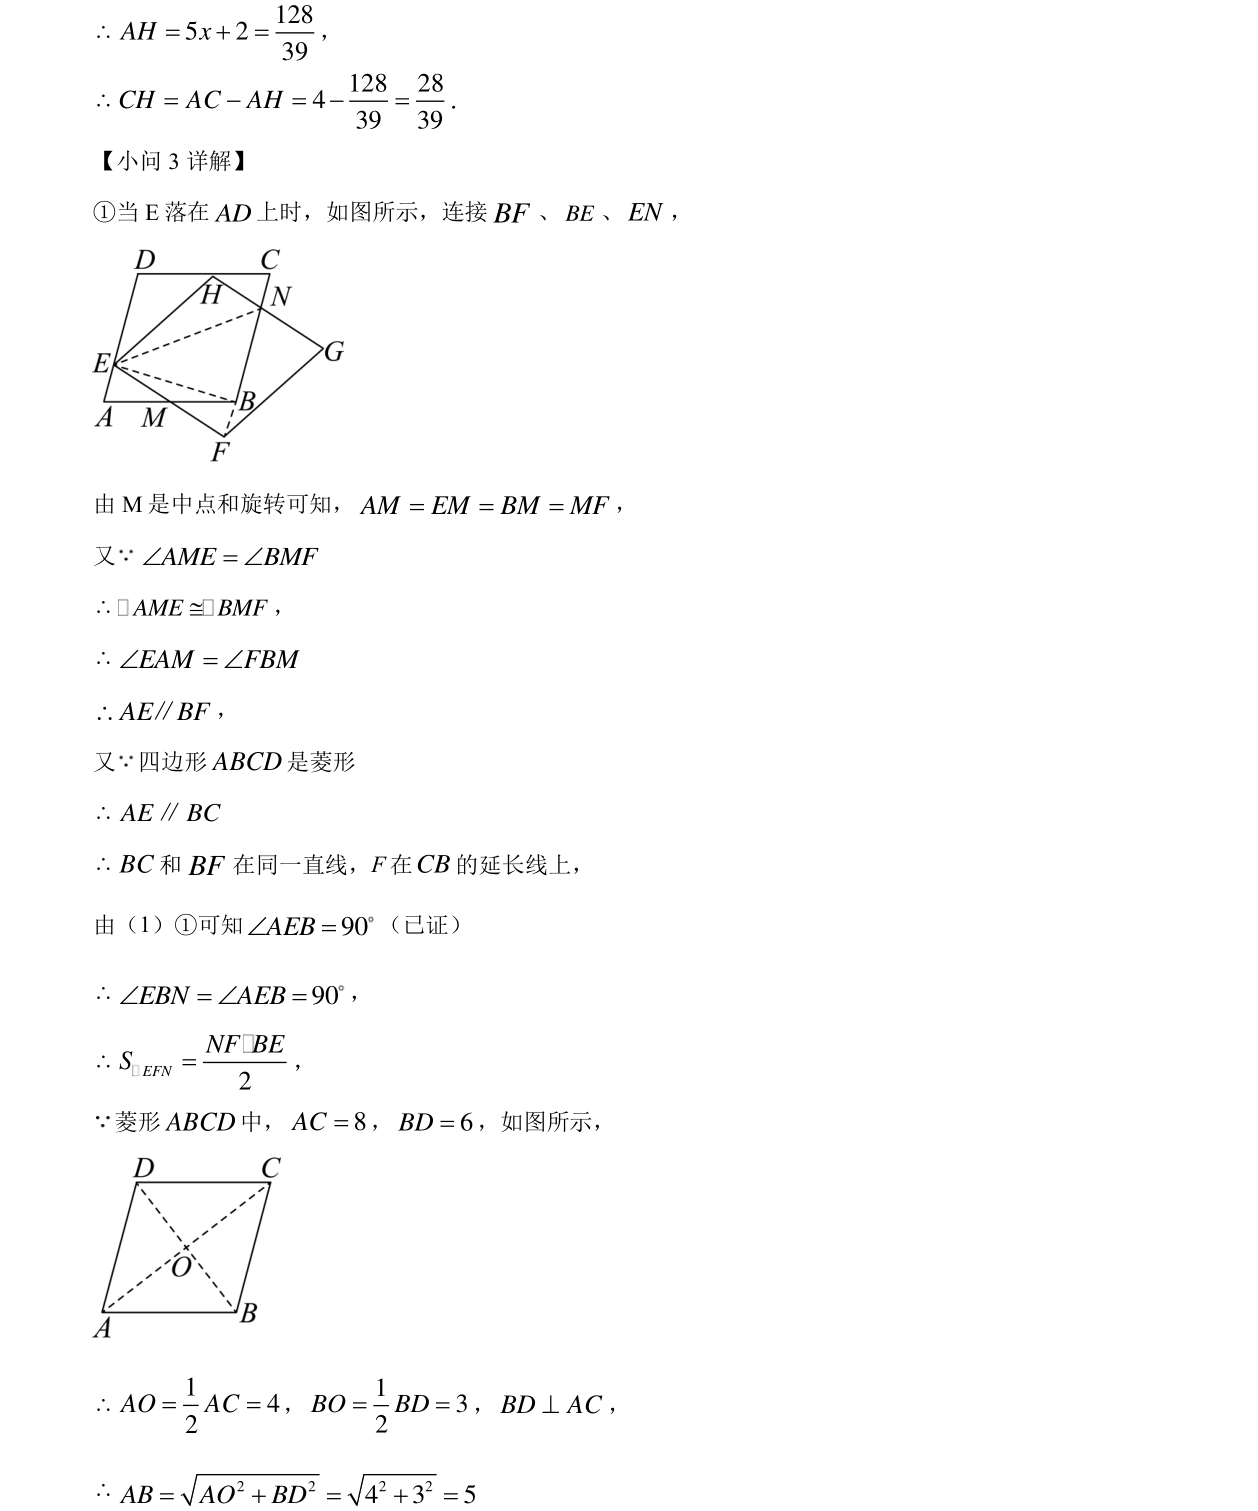 ∴ AH = 5x + 2 = 128/39，
∴ CH = AC − AH = 4 − 128/39 = 28/39 .
【小问 3 详解】
①当 E 落在 AD 上时，如图所示，连接 BF 、 BE 、 EN ，
D C
H N
E G
A M B
F
由 M 是中点和旋转可知， AM = EM = BM = MF ，
又∵ ∠AME = ∠BMF
∴ □AME ≅ □BMF ，
∴ ∠EAM = ∠FBM
∴ AE∥BF ，
又∵四边形 ABCD 是菱形
∴ AE ∥ BC
∴ BC 和 BF 在同一直线，F 在 CB 的延长线上，
由（1）①可知 ∠AEB = 90°（已证）
∴ ∠EBN = ∠AEB = 90°，
∴ S□EFN = NF□BE/2 ，
∵菱形 ABCD 中， AC = 8 ， BD = 6 ，如图所示，
D C
O
A B
∴ AO = 1/2 AC = 4 ， BO = 1/2 BD = 3 ， BD ⊥ AC ，
∴ AB = √(AO² + BD²) = √(4² + 3²) = 5